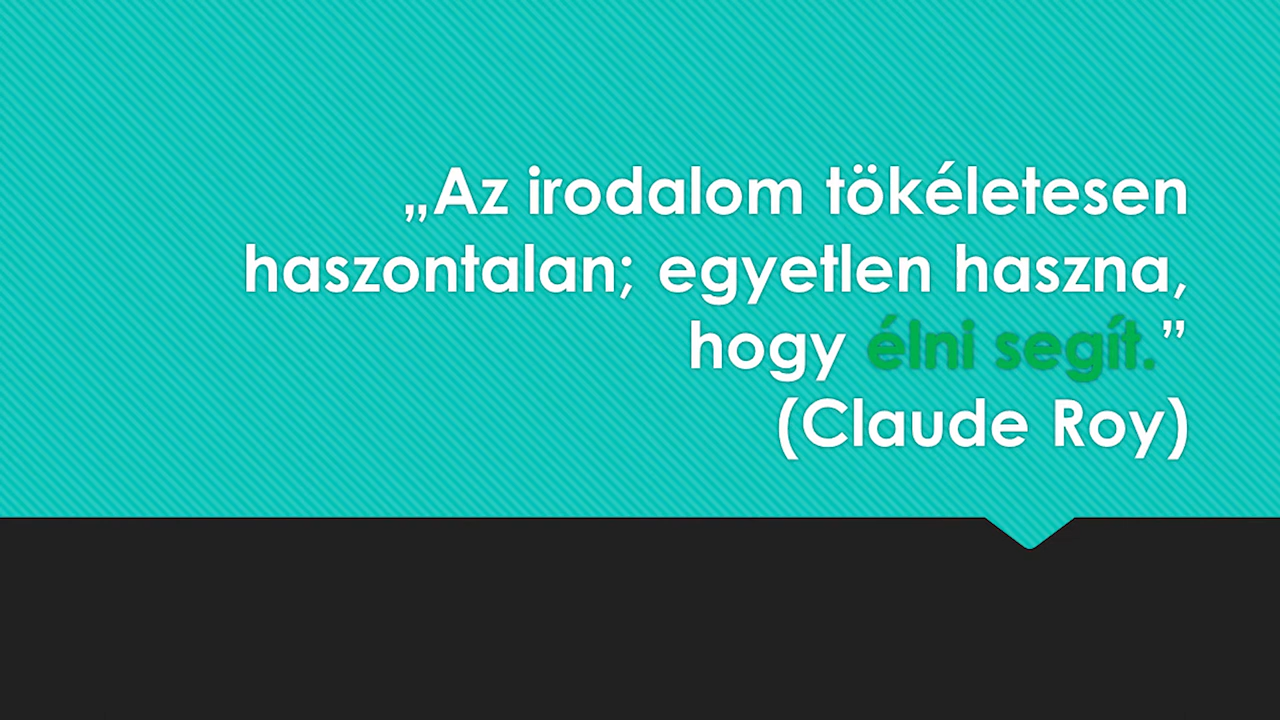 „Az irodalom tökéletesen
haszontalan; egyetlen haszna,
hogy élni segít.”
(Claude Roy)